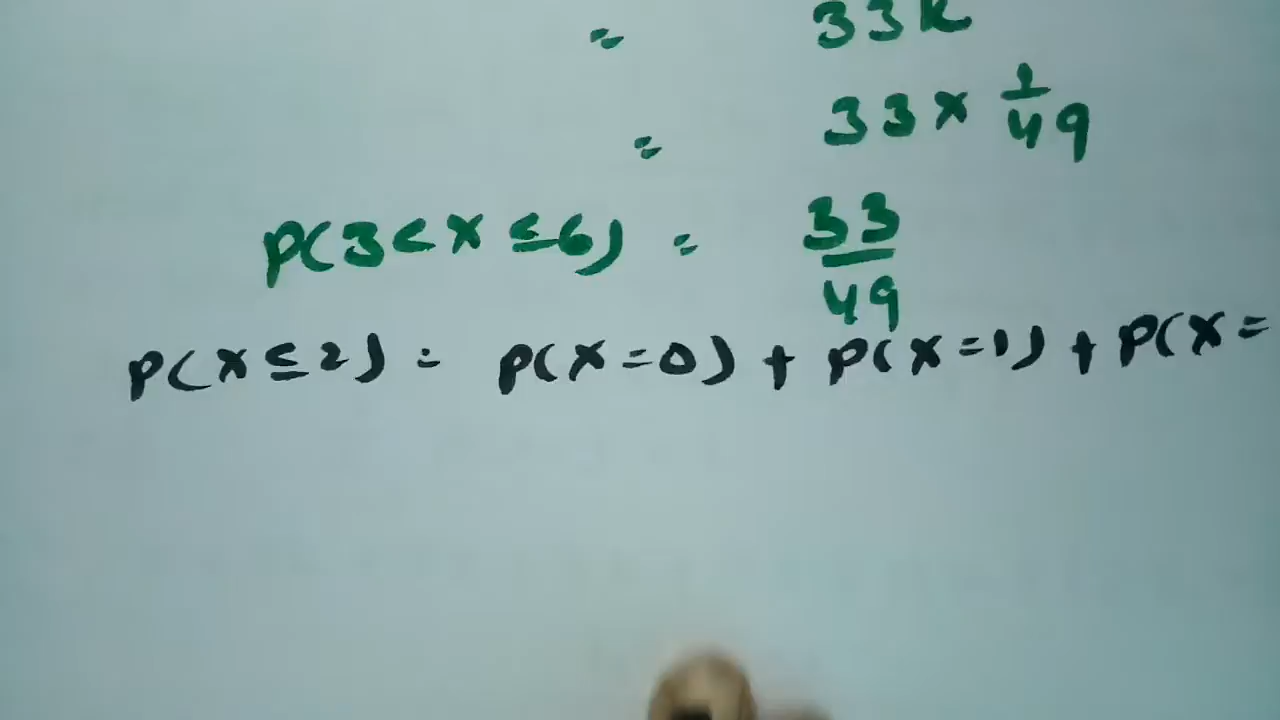 = 33k
= 33 x 1/49
P(3 < x ≤ 6) = 33/49
P(x ≤ 2) = P(x = 0) + P(x = 1) + P(x =